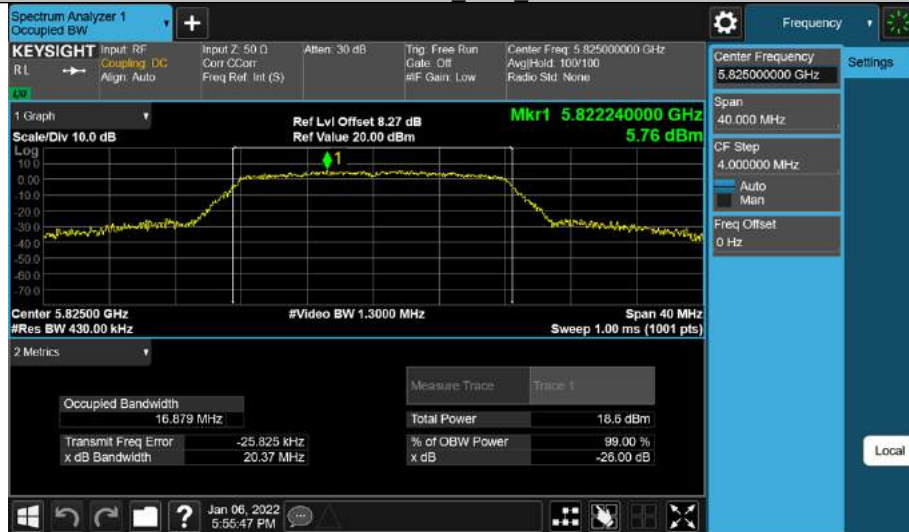 Spectrum Analyzer 1
Occupied BW
KEYSIGHT
RL
Input: RF
Coupling: DC
Align: Auto
Input Z: 50 Ω
Corr CCorr
Freq Ref: Int (S)
Atten: 30 dB
Trig: Free Run
Gate: Off
#IF Gain: Low
Center Freq: 5.825000000 GHz
Avg|Hold: 100/100
Radio Std: None
1 Graph
Scale/Div 10.0 dB
Ref Lvl Offset 8.27 dB
Ref Value 20.00 dBm
Mkr1 5.822240000 GHz
5.76 dBm
Log
10.0
0.00
-10.0
-20.0
-30.0
-40.0
-50.0
-60.0
-70.0
1
Center 5.82500 GHz
#Res BW 430.00 kHz
#Video BW 1.3000 MHz
Span 40 MHz
Sweep 1.00 ms (1001 pts)
2 Metrics
Measure Trace
Trace 1
Occupied Bandwidth
16.879 MHz
Total Power
18.6 dBm
Transmit Freq Error
-25.825 kHz
% of OBW Power
99.00 %
x dB Bandwidth
20.37 MHz
x dB
-26.00 dB
Jan 06, 2022
5:55:47 PM
Frequency
Center Frequency
5.825000000 GHz
Settings
Span
40.000 MHz
CF Step
4.000000 MHz
Auto
Man
Freq Offset
0 Hz
Local